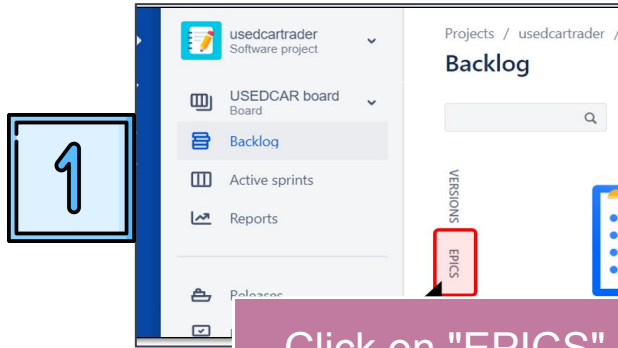 usedcartrader
Software project
USEDCAR board
Board
Backlog
Active sprints
Reports
Releases
Projects / usedcartrader /
Backlog
VERSIONS
EPICS
1
Click on "EPICS"